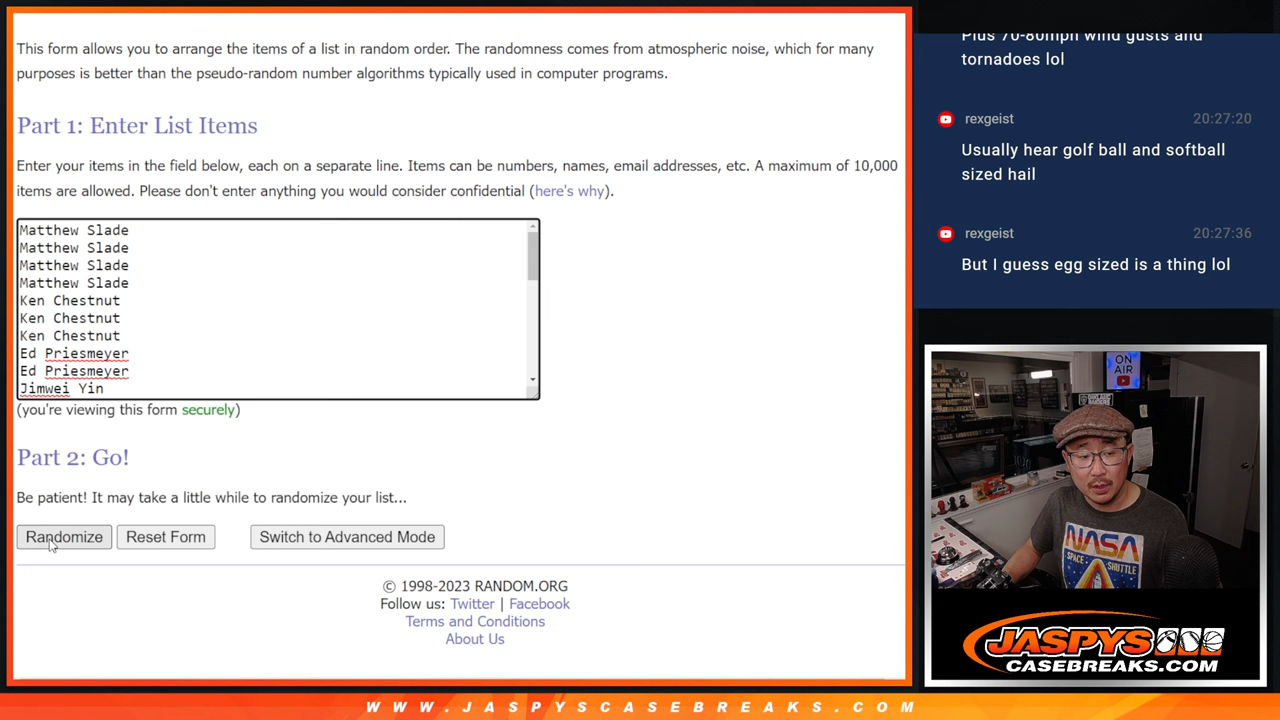 This form allows you to arrange the items of a list in random order. The randomness comes from atmospheric noise, which for many
purposes is better than the pseudo-random number algorithms typically used in computer programs.
Part 1: Enter List Items
Enter your items in the field below, each on a separate line. Items can be numbers, names, email addresses, etc. A maximum of 10,000
items are allowed. Please don't enter anything you would consider confidential (here's why).
Matthew Slade
Matthew Slade
Matthew Slade
Matthew Slade
Ken Chestnut
Ken Chestnut
Ken Chestnut
Ed Priesmeyer
Ed Priesmeyer
Jimwei Yin
(you're viewing this form securely)
Part 2: Go!
Be patient! It may take a little while to randomize your list...
Randomize Reset Form Switch to Advanced Mode
© 1998-2023 RANDOM.ORG
Follow us: Twitter | Facebook
Terms and Conditions
About Us
Plus 70-80mph wind gusts and
tornadoes lol
rexgeist 20:27:20
Usually hear golf ball and softball
sized hail
rexgeist 20:27:36
But I guess egg sized is a thing lol
ON
AIR
NASA
SPACE SHUTTLE
JASPYS
CASEBREAKS.COM
WWW.JASPYSCASEBREAKS.COM